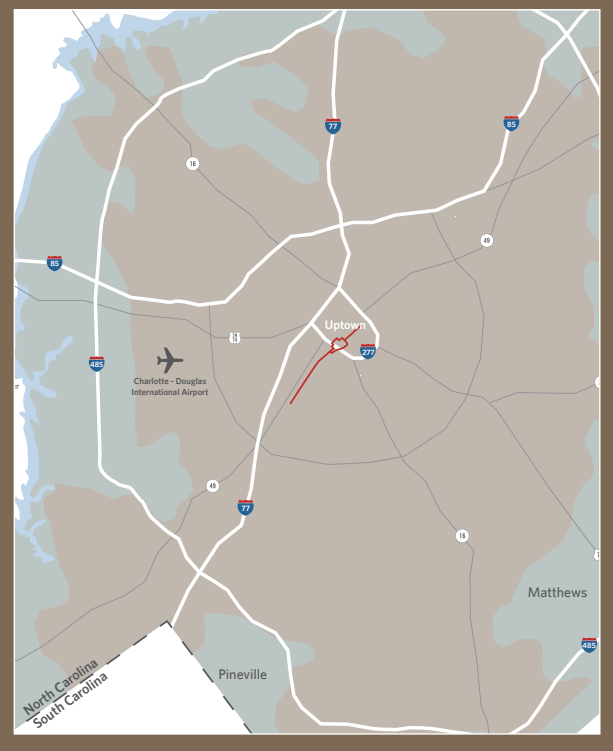 77
85
16
49
85
Uptown
277
485
Charlotte - Douglas
International Airport
49
77
16
Matthews
485
Pineville
North Carolina
South Carolina